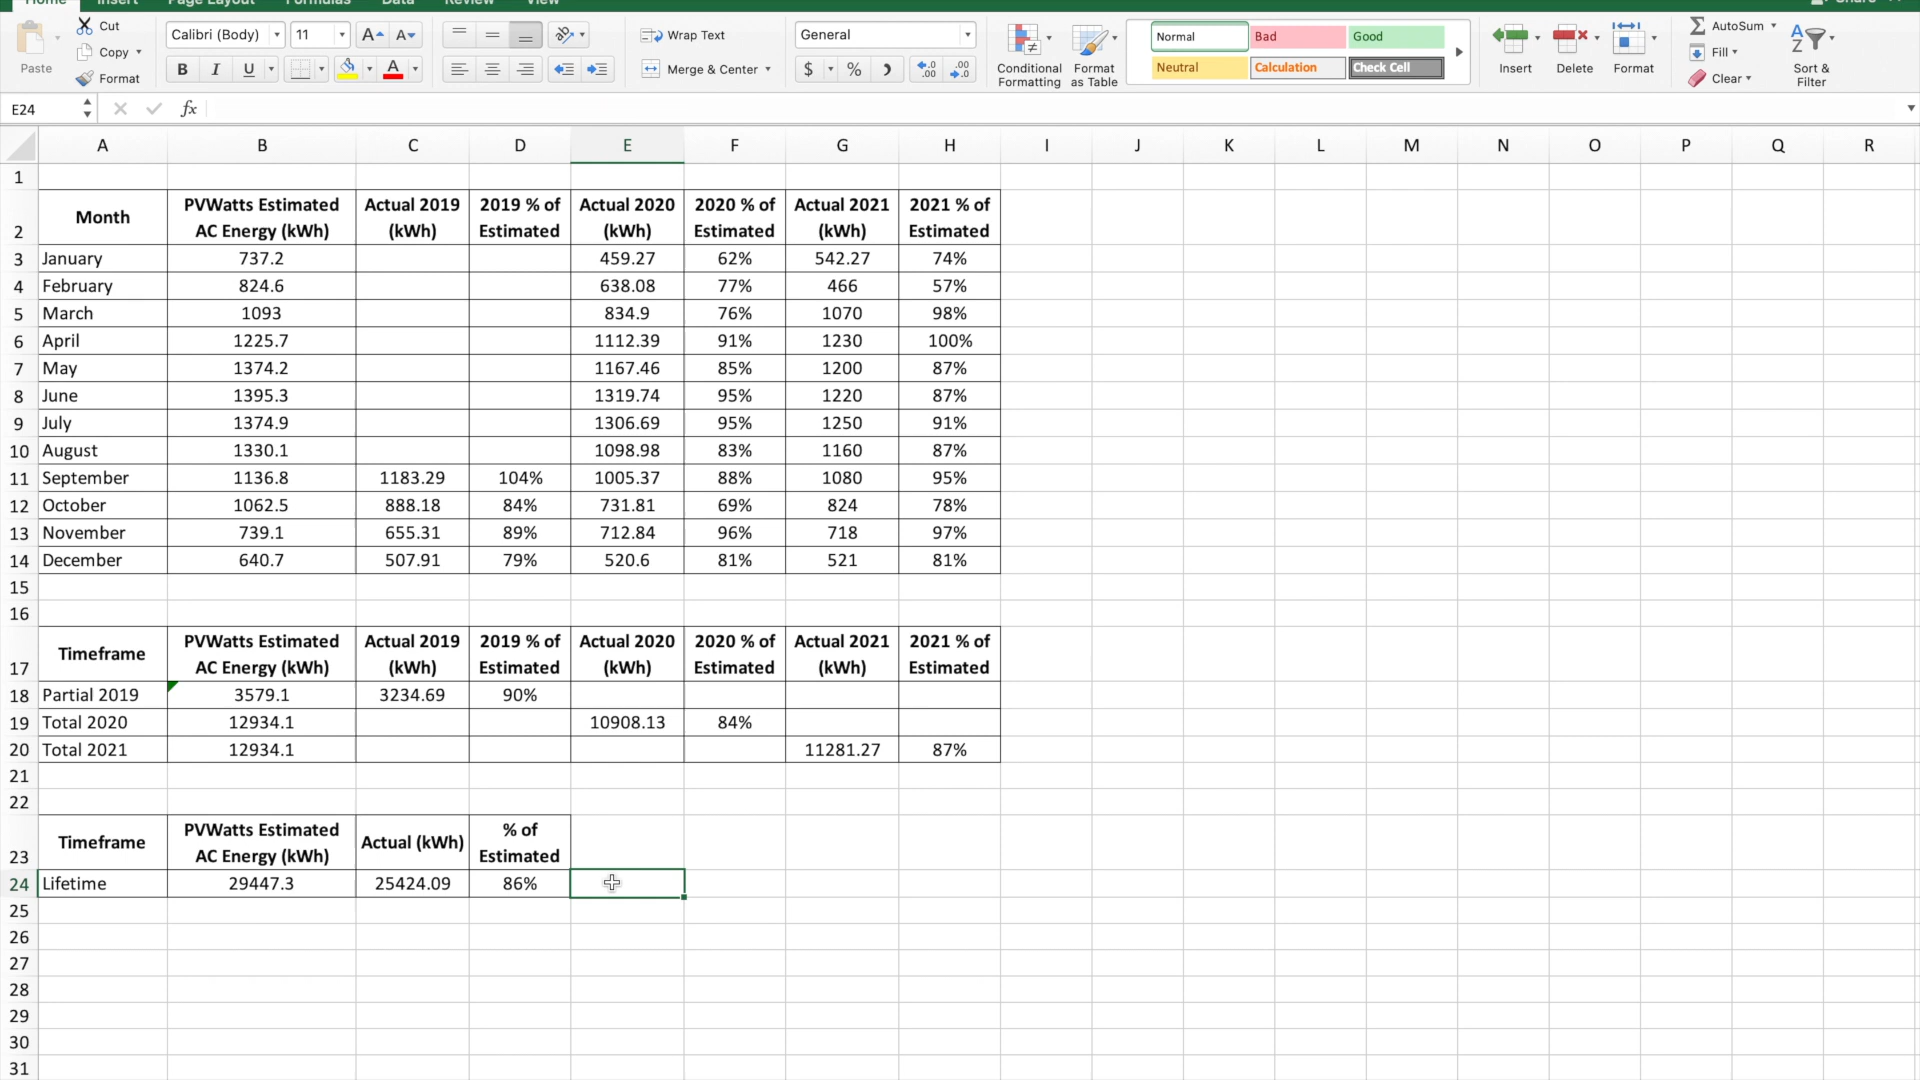 Home Insert Page Layout Formulas Data Review View Share
Paste Cut Copy Format
Calibri (Body) 11 A A
B I U A
Wrap Text
Merge & Center
General
$ % .00 .00
Conditional Formatting Format as Table
Normal Bad Good
Neutral Calculation Check Cell
Insert Delete Format
AutoSum Fill Clear
Sort & Filter
E24 fx
A B C D E F G H I J K L M N O P Q R
1
2 Month PVWatts Estimated AC Energy (kWh) Actual 2019 (kWh) 2019 % of Estimated Actual 2020 (kWh) 2020 % of Estimated Actual 2021 (kWh) 2021 % of Estimated
3 January 737.2 459.27 62% 542.27 74%
4 February 824.6 638.08 77% 466 57%
5 March 1093 834.9 76% 1070 98%
6 April 1225.7 1112.39 91% 1230 100%
7 May 1374.2 1167.46 85% 1200 87%
8 June 1395.3 1319.74 95% 1220 87%
9 July 1374.9 1306.69 95% 1250 91%
10 August 1330.1 1098.98 83% 1160 87%
11 September 1136.8 1183.29 104% 1005.37 88% 1080 95%
12 October 1062.5 888.18 84% 731.81 69% 824 78%
13 November 739.1 655.31 89% 712.84 96% 718 97%
14 December 640.7 507.91 79% 520.6 81% 521 81%
15
16
17 Timeframe PVWatts Estimated AC Energy (kWh) Actual 2019 (kWh) 2019 % of Estimated Actual 2020 (kWh) 2020 % of Estimated Actual 2021 (kWh) 2021 % of Estimated
18 Partial 2019 3579.1 3234.69 90%
19 Total 2020 12934.1 10908.13 84%
20 Total 2021 12934.1 11281.27 87%
21
22
23 Timeframe PVWatts Estimated AC Energy (kWh) Actual (kWh) % of Estimated
24 Lifetime 29447.3 25424.09 86%
25
26
27
28
29
30
31